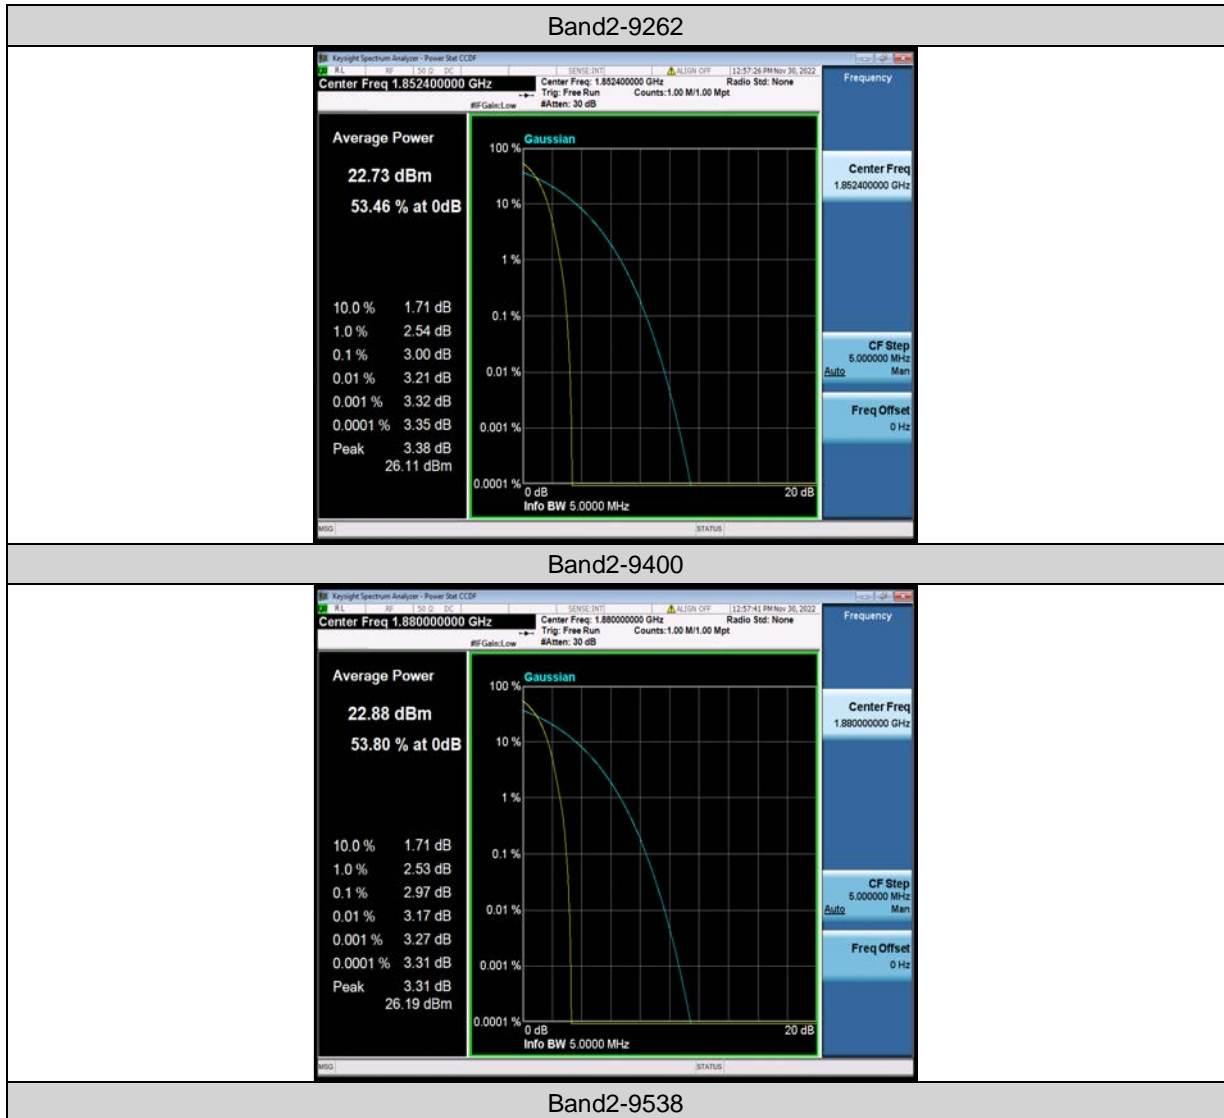 Band2-9262
Keysight Spectrum Analyzer - Power Stat CCDF
RL RF 50 Ω DC SENSE:INT ALIGN OFF 12:57:26 PM Nov 30, 2022
Center Freq 1.852400000 GHz
Center Freq: 1.852400000 GHz Radio Std: None
Trig: Free Run Counts:1.00 M/1.00 Mpt
#IFGain:Low #Atten: 30 dB
Frequency
Average Power
22.73 dBm
53.46 % at 0dB
10.0 % 1.71 dB
1.0 % 2.54 dB
0.1 % 3.00 dB
0.01 % 3.21 dB
0.001 % 3.32 dB
0.0001 % 3.35 dB
Peak 3.38 dB
26.11 dBm
Gaussian
100 %
10 %
1 %
0.1 %
0.01 %
0.001 %
0.0001 %
0 dB 20 dB
Info BW 5.0000 MHz
Center Freq
1.852400000 GHz
CF Step
5.000000 MHz
Auto Man
Freq Offset
0 Hz
MSG STATUS
Band2-9400
Keysight Spectrum Analyzer - Power Stat CCDF
RL RF 50 Ω DC SENSE:INT ALIGN OFF 12:57:41 PM Nov 30, 2022
Center Freq 1.880000000 GHz
Center Freq: 1.880000000 GHz Radio Std: None
Trig: Free Run Counts:1.00 M/1.00 Mpt
#IFGain:Low #Atten: 30 dB
Frequency
Average Power
22.88 dBm
53.80 % at 0dB
10.0 % 1.71 dB
1.0 % 2.53 dB
0.1 % 2.97 dB
0.01 % 3.17 dB
0.001 % 3.27 dB
0.0001 % 3.31 dB
Peak 3.31 dB
26.19 dBm
Gaussian
100 %
10 %
1 %
0.1 %
0.01 %
0.001 %
0.0001 %
0 dB 20 dB
Info BW 5.0000 MHz
Center Freq
1.880000000 GHz
CF Step
5.000000 MHz
Auto Man
Freq Offset
0 Hz
MSG STATUS
Band2-9538